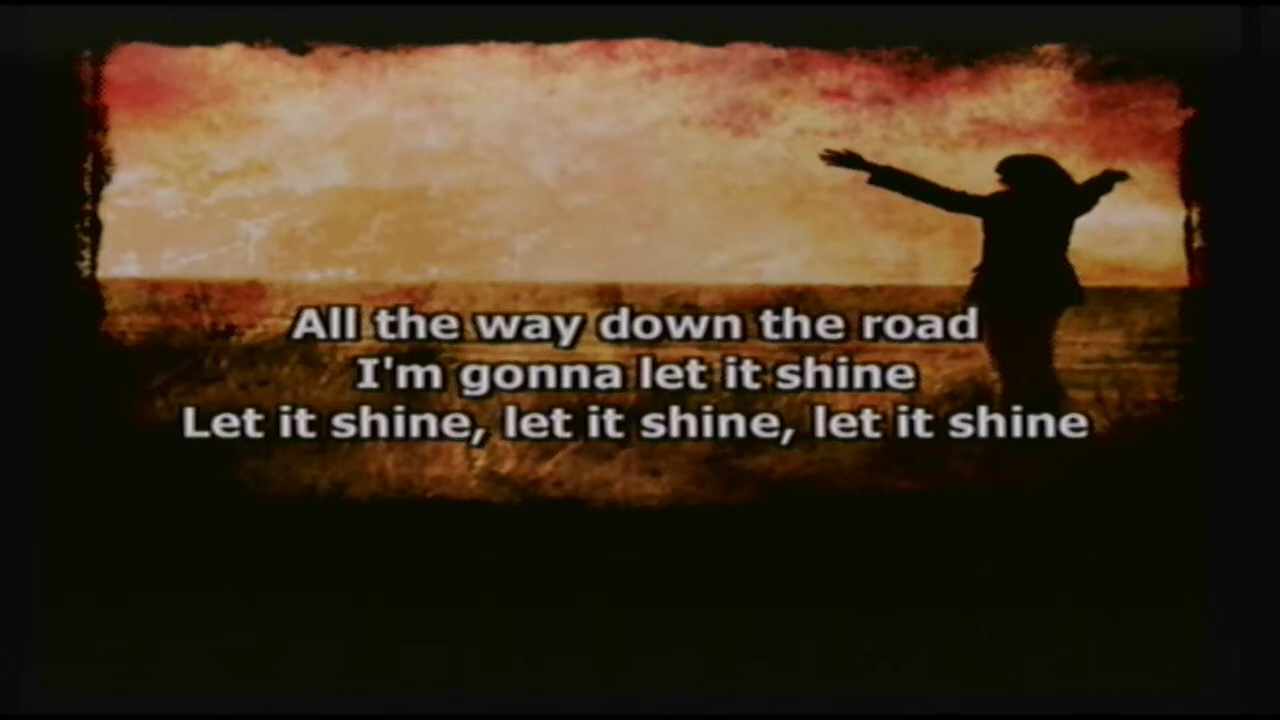 All the way down the road
I'm gonna let it shine
Let it shine, let it shine, let it shine